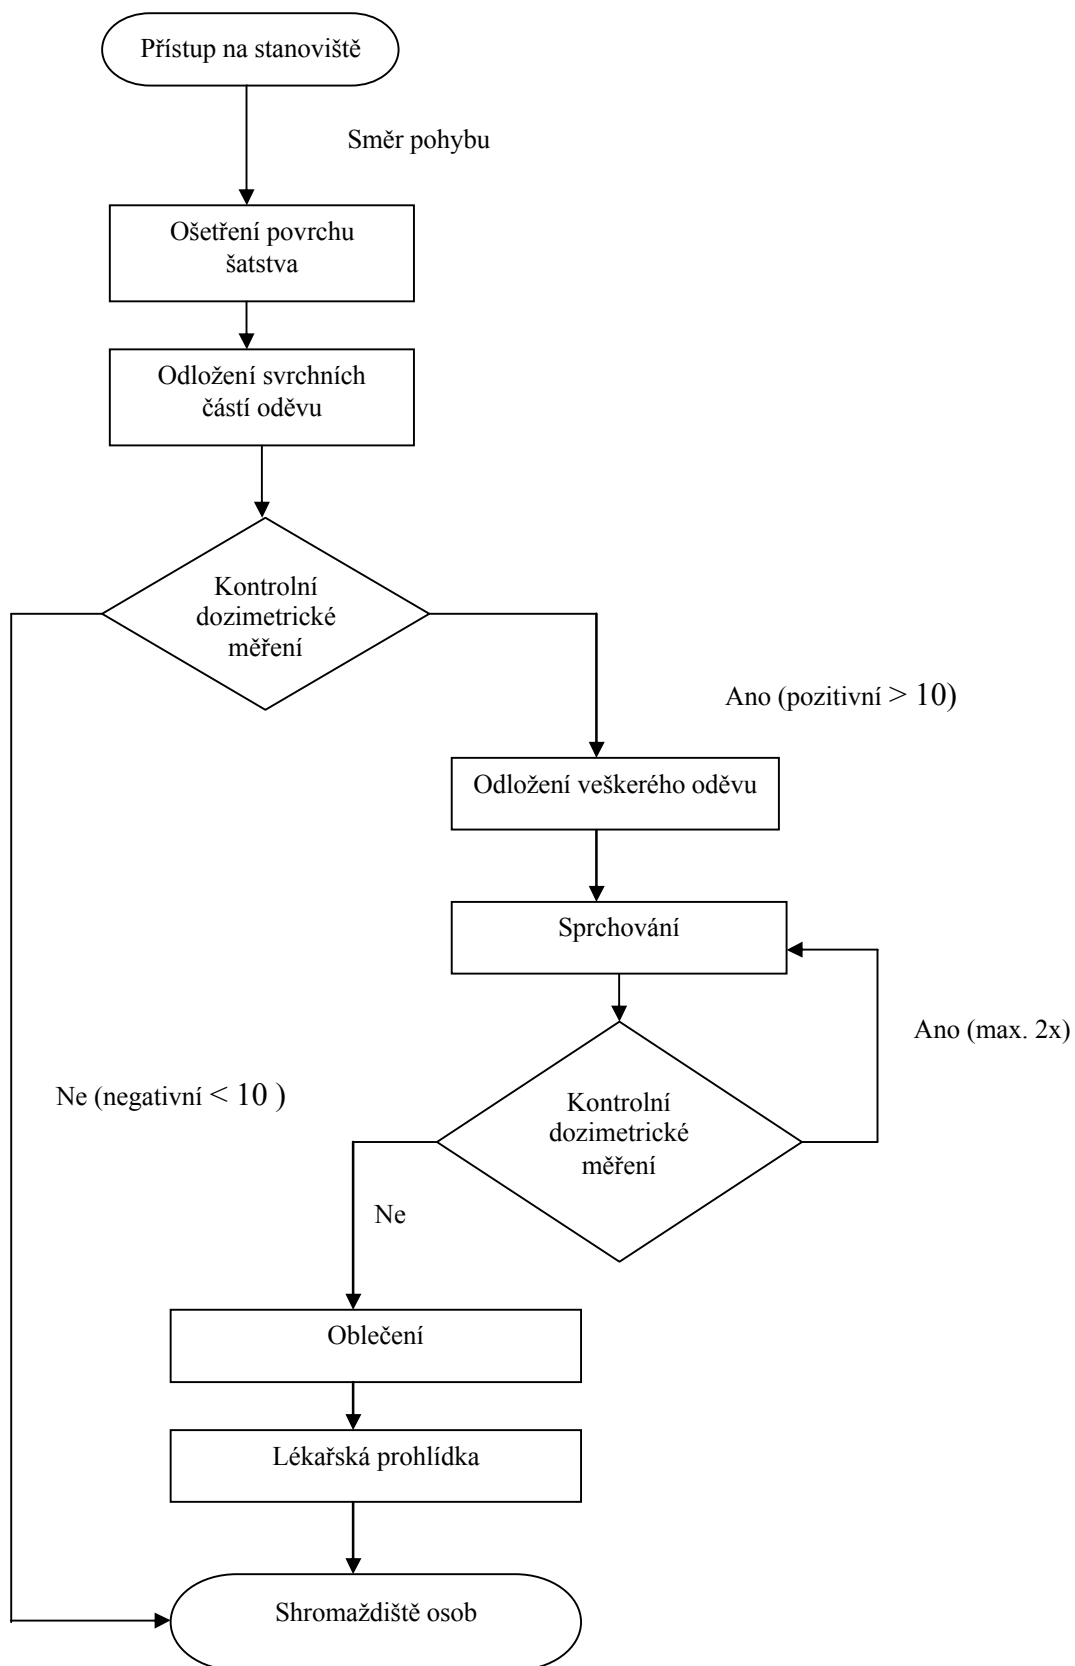 Přístup na stanoviště
Směr pohybu
Ošetření povrchu
šatstva
Odložení svrchních
částí oděvu
Kontrolní
dozimetrické
měření
Ano (pozitivní > 10)
Odložení veškerého oděvu
Sprchování
Ano (max. 2x)
Ne (negativní < 10 )
Kontrolní
dozimetrické
měření
Ne
Oblečení
Lékařská prohlídka
Shromaždiště osob